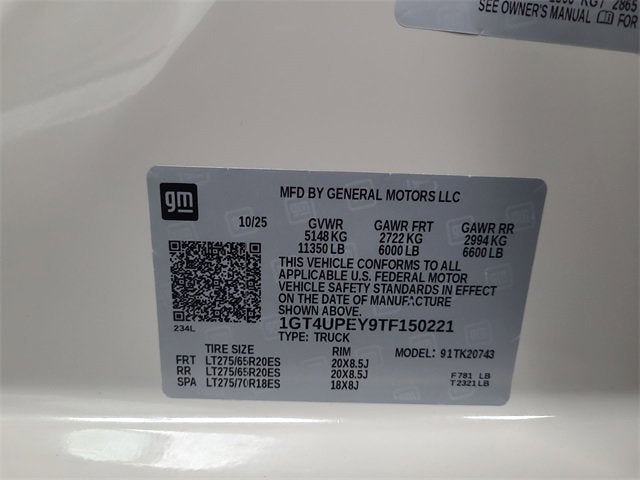 KG / 2865
SEE OWNER'S MANUAL FOR
gm
MFD BY GENERAL MOTORS LLC
10/25 GVWR GAWR FRT GAWR RR
5148 KG 2722 KG 2994 KG
11350 LB 6000 LB 6600 LB
THIS VEHICLE CONFORMS TO ALL
APPLICABLE U.S. FEDERAL MOTOR
VEHICLE SAFETY STANDARDS IN EFFECT
ON THE DATE OF MANUFACTURE
SHOWN ABOVE.
234L
1GT4UPEY9TF150221
TYPE: TRUCK
TIRE SIZE RIM MODEL: 91TK20743
FRT LT275/65R20ES 20X8.5J
RR LT275/65R20ES 20X8.5J F781 LB
SPA LT275/70R18ES 18X8J T2321LB